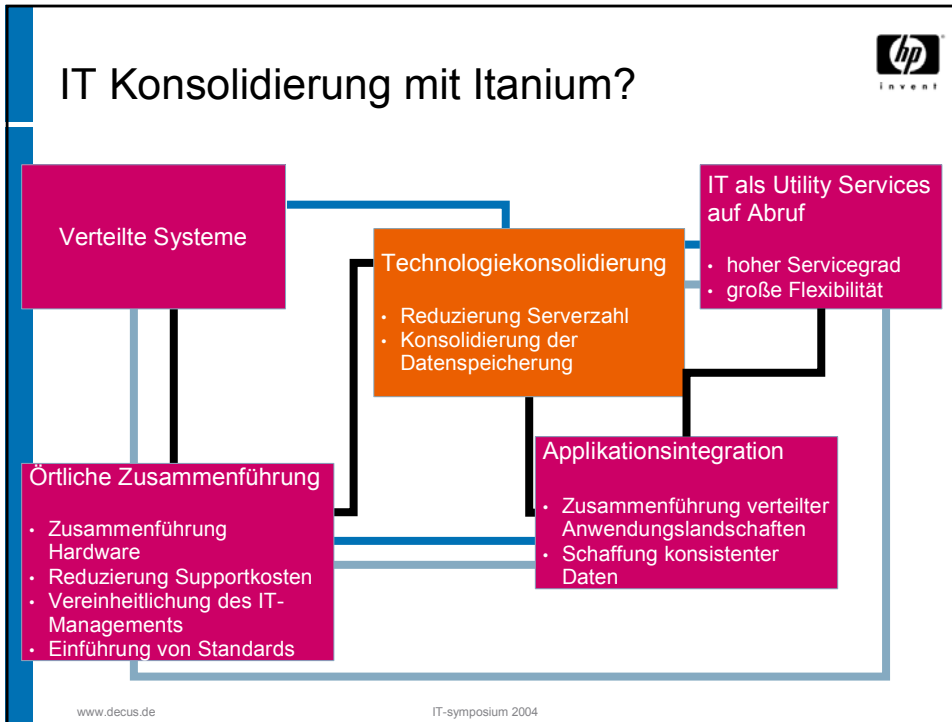 IT Konsolidierung mit Itanium?
hp
invent
Verteilte Systeme
IT als Utility Services
auf Abruf
• hoher Servicegrad
• große Flexibilität
Technologiekonsolidierung
• Reduzierung Serverzahl
• Konsolidierung der
Datenspeicherung
Örtliche Zusammenführung
• Zusammenführung
Hardware
• Reduzierung Supportkosten
• Vereinheitlichung des IT-
Managements
• Einführung von Standards
Applikationsintegration
• Zusammenführung verteilter
Anwendungslandschaften
• Schaffung konsistenter
Daten
www.decus.de
IT-symposium 2004